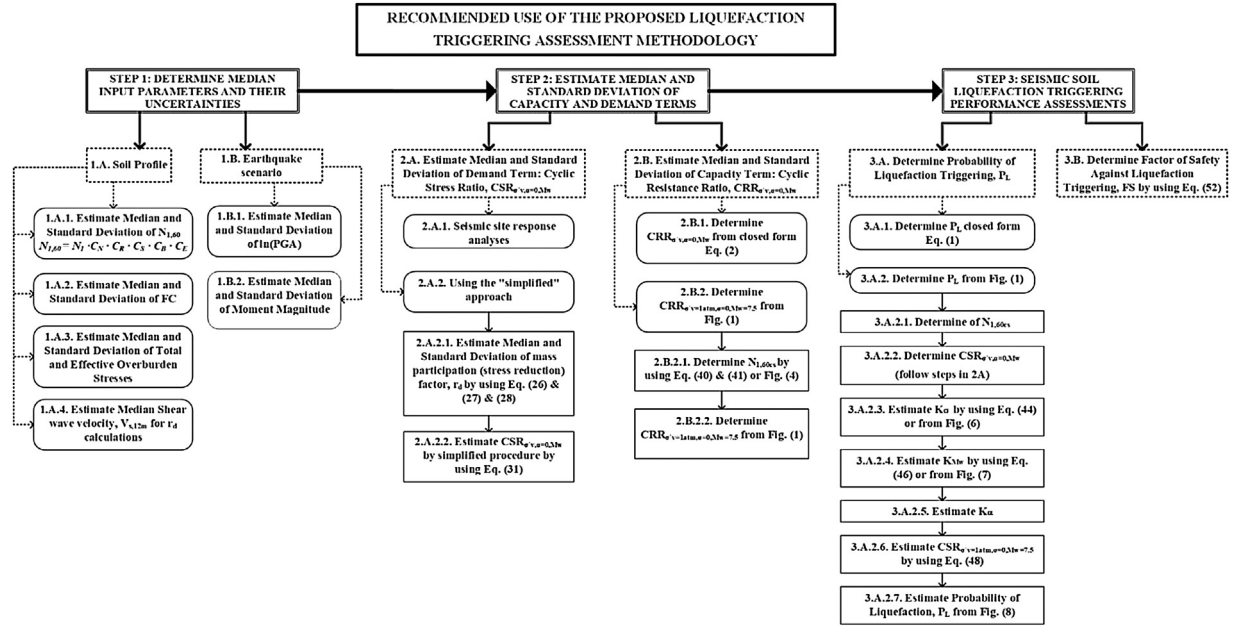 RECOMMENDED USE OF THE PROPOSED LIQUEFACTION
TRIGGERING ASSESSMENT METHODOLOGY
STEP 1: DETERMINE MEDIAN
INPUT PARAMETERS AND THEIR
UNCERTAINTIES
1.A. Soil Profile
1.A.1. Estimate Median and
Standard Deviation of N1,60
N1,60 = NI · CN · CR · CS · CB · CE
1.A.2. Estimate Median and
Standard Deviation of FC
1.A.3. Estimate Median and
Standard Deviation of Total
and Effective Overburden
Stresses
1.A.4. Estimate Median Shear
wave velocity, Vs,12m for rd
calculations
1.B. Earthquake
scenario
1.B.1. Estimate Median
and Standard Deviation
of ln(PGA)
1.B.2. Estimate Median
and Standard Deviation
of Moment Magnitude
STEP 2: ESTIMATE MEDIAN AND
STANDARD DEVIATION OF
CAPACITY AND DEMAND TERMS
2.A. Estimate Median and Standard
Deviation of Demand Term: Cyclic
Stress Ratio, CSRσ'v,α=0,Mw
2.A.1. Seismic site response
analyses
2.A.2. Using the "simplified"
approach
2.A.2.1. Estimate Median and
Standard Deviation of mass
participation (stress reduction)
factor, rd by using Eq. (26) &
(27) & (28)
2.A.2.2. Estimate CSRσ'v,α=0,Mw
by simplified procedure by
using Eq. (31)
2.B. Estimate Median and Standard
Deviation of Capacity Term: Cyclic
Resistance Ratio, CRRσ'v,α=0,Mw
2.B.1. Determine
CRRσ'v,α=0,Mw from closed form
Eq. (2)
2.B.2. Determine
CRRσ'v=1atm,α=0,Mw=7.5 from
Fig. (1)
2.B.2.1. Determine N1,60cs by
using Eq. (40) & (41) or Fig. (4)
2.B.2.2. Determine
CRRσ'v=1atm,α=0,Mw=7.5 from Fig. (1)
STEP 3: SEISMIC SOIL
LIQUEFACTION TRIGGERING
PERFORMANCE ASSESSMENTS
3.A. Determine Probability of
Liquefaction Triggering, PL
3.A.1. Determine PL closed form
Eq. (1)
3.A.2. Determine PL from Fig. (1)
3.A.2.1. Determine of N1,60cs
3.A.2.2. Determine CSRσ'v,α=0,Mw
(follow steps in 2A)
3.A.2.3. Estimate Kσ by using Eq. (44)
or from Fig. (6)
3.A.2.4. Estimate KMw by using Eq.
(46) or from Fig. (7)
3.A.2.5. Estimate Kα
3.A.2.6. Estimate CSRσ'v=1atm,α=0,Mw=7.5
by using Eq. (48)
3.A.2.7. Estimate Probability of
Liquefaction, PL from Fig. (8)
3.B. Determine Factor of Safety
Against Liquefaction
Triggering, FS by using Eq. (52)